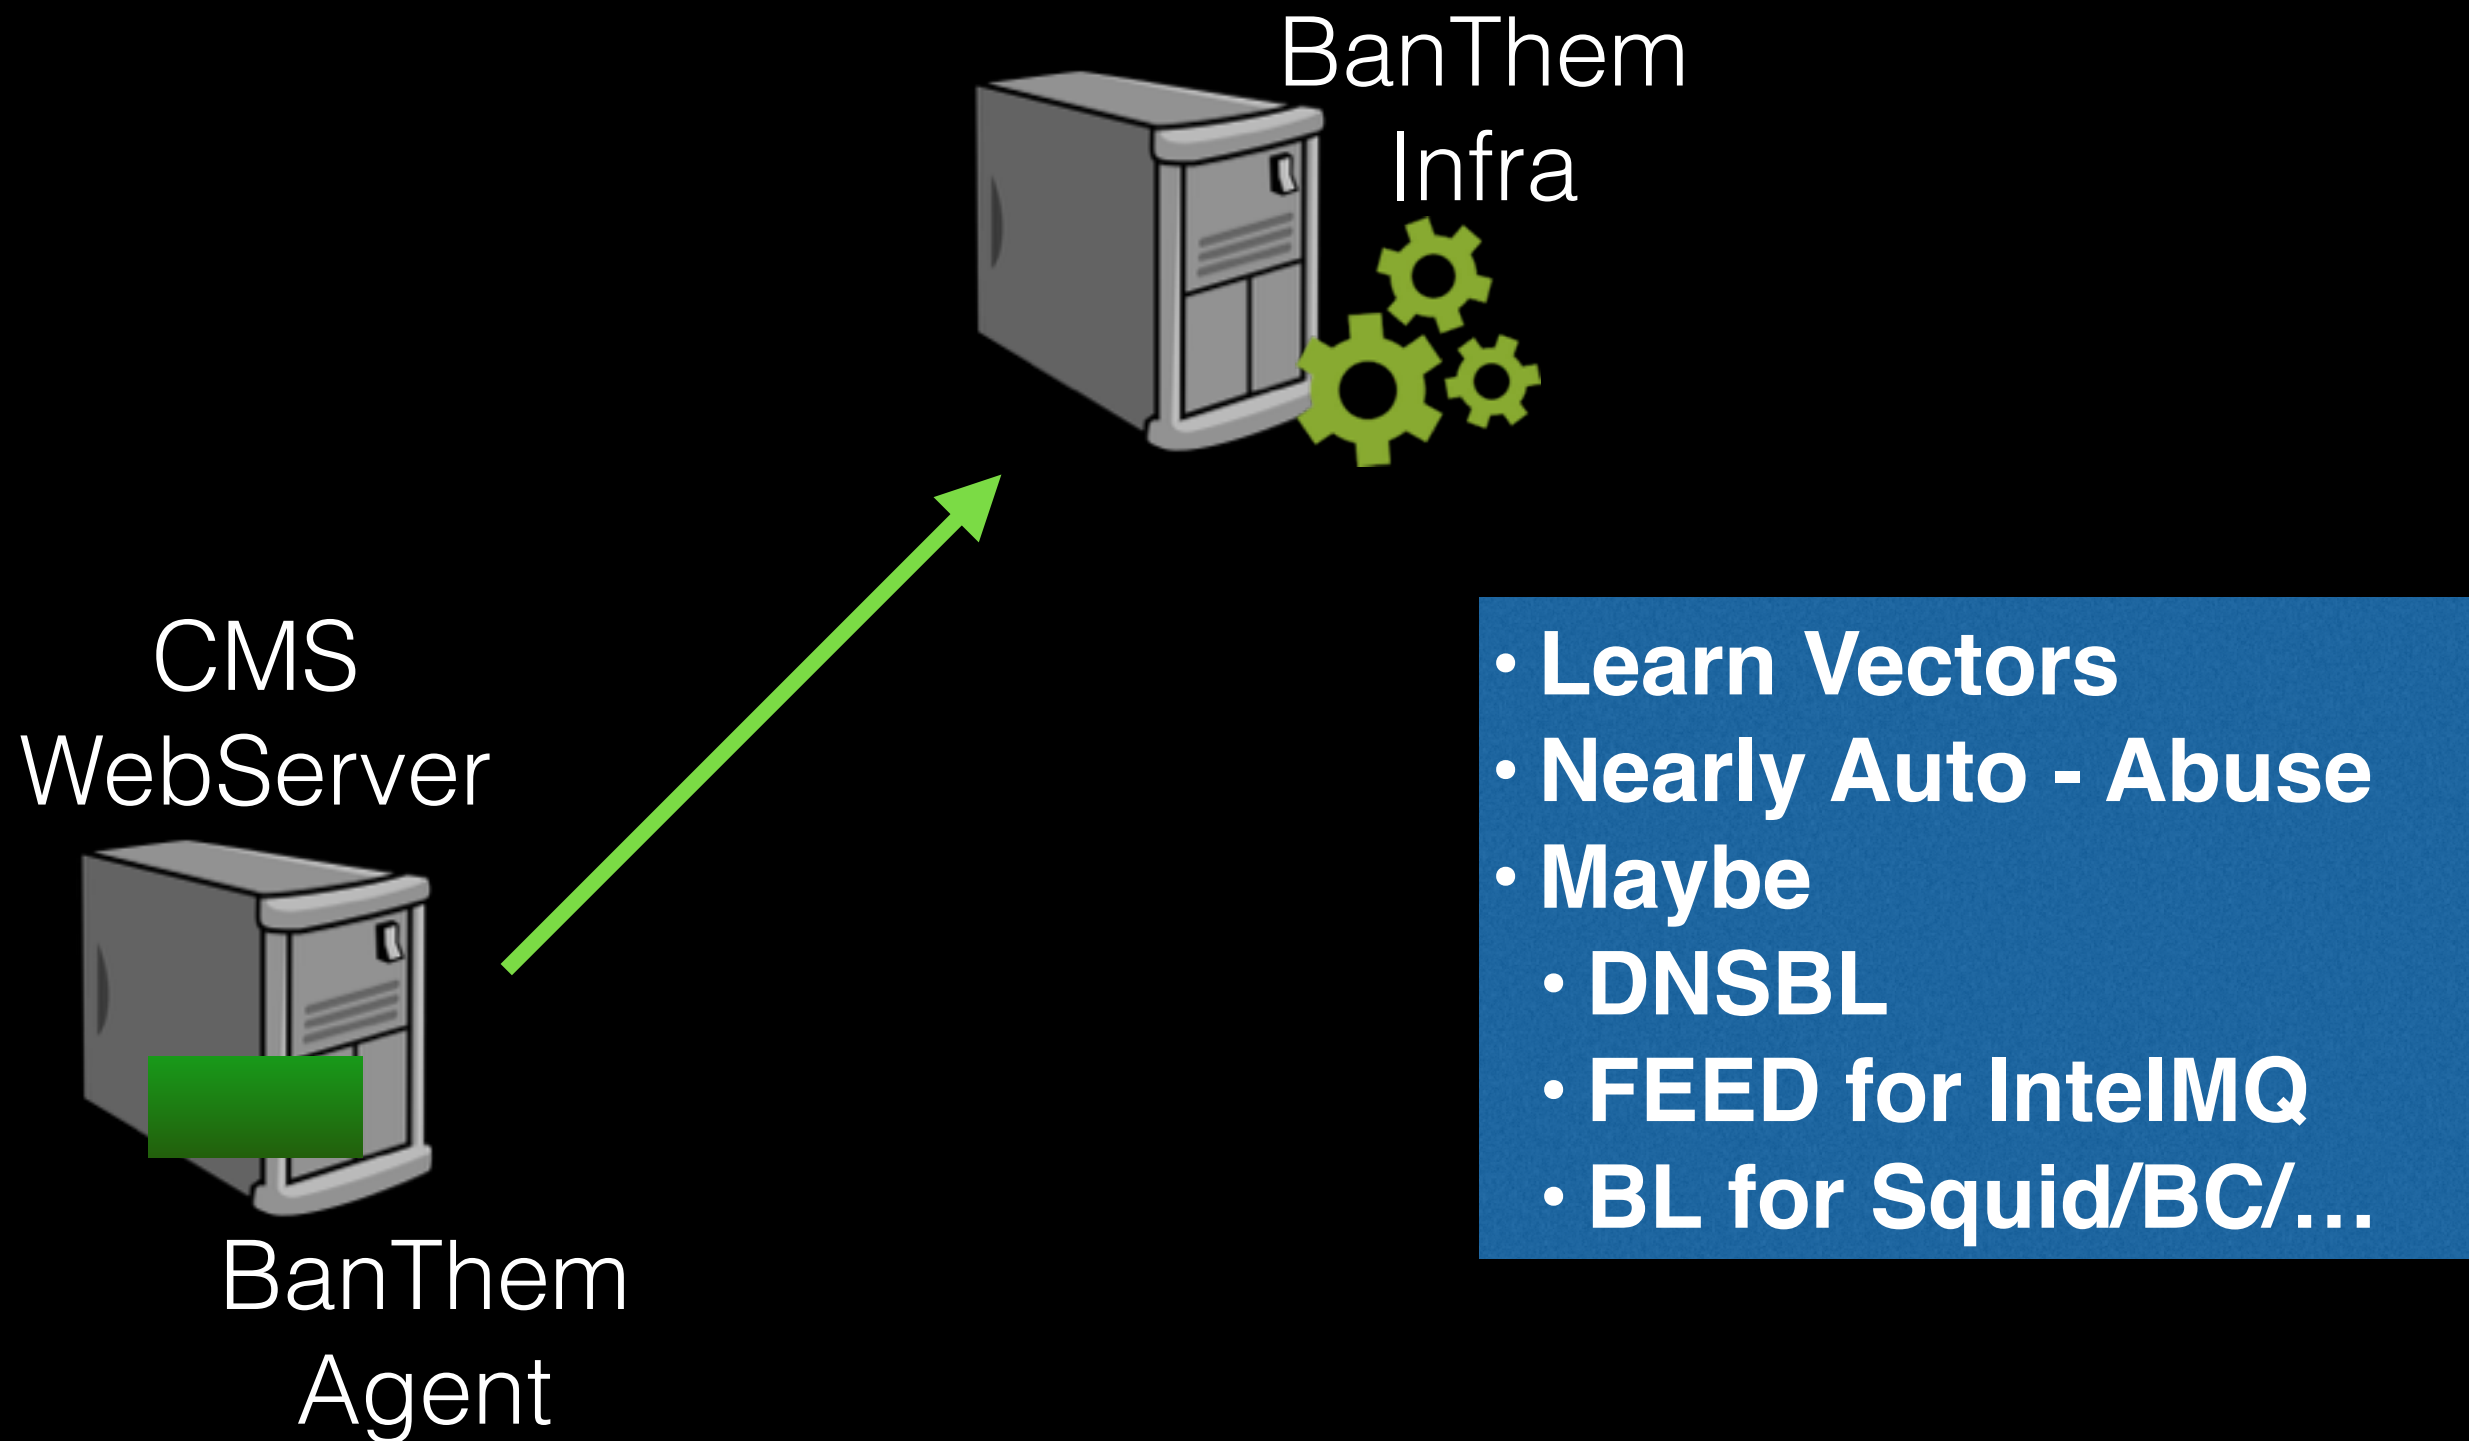 BanThem
Infra
CMS
WebServer
BanThem
Agent
• Learn Vectors
• Nearly Auto - Abuse
• Maybe
• DNSBL
• FEED for IntelMQ
• BL for Squid/BC/…